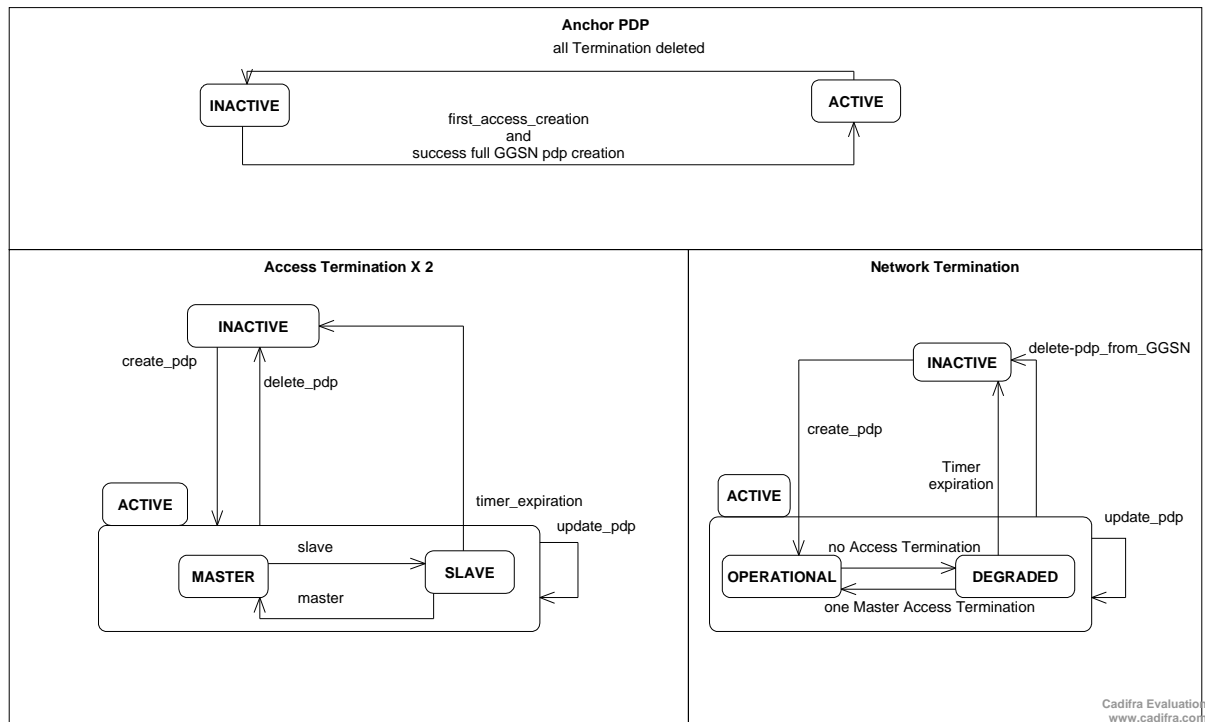 Anchor PDP
all Termination deleted
INACTIVE
ACTIVE
first_access_creation
and
success full GGSN pdp creation
Access Termination X 2
INACTIVE
create_pdp
delete_pdp
ACTIVE
timer_expiration
update_pdp
slave
MASTER
SLAVE
master
Network Termination
delete-pdp_from_GGSN
INACTIVE
create_pdp
Timer
expiration
ACTIVE
update_pdp
no Access Termination
OPERATIONAL
DEGRADED
one Master Access Termination
Cadifra Evaluation
www.cadifra.com